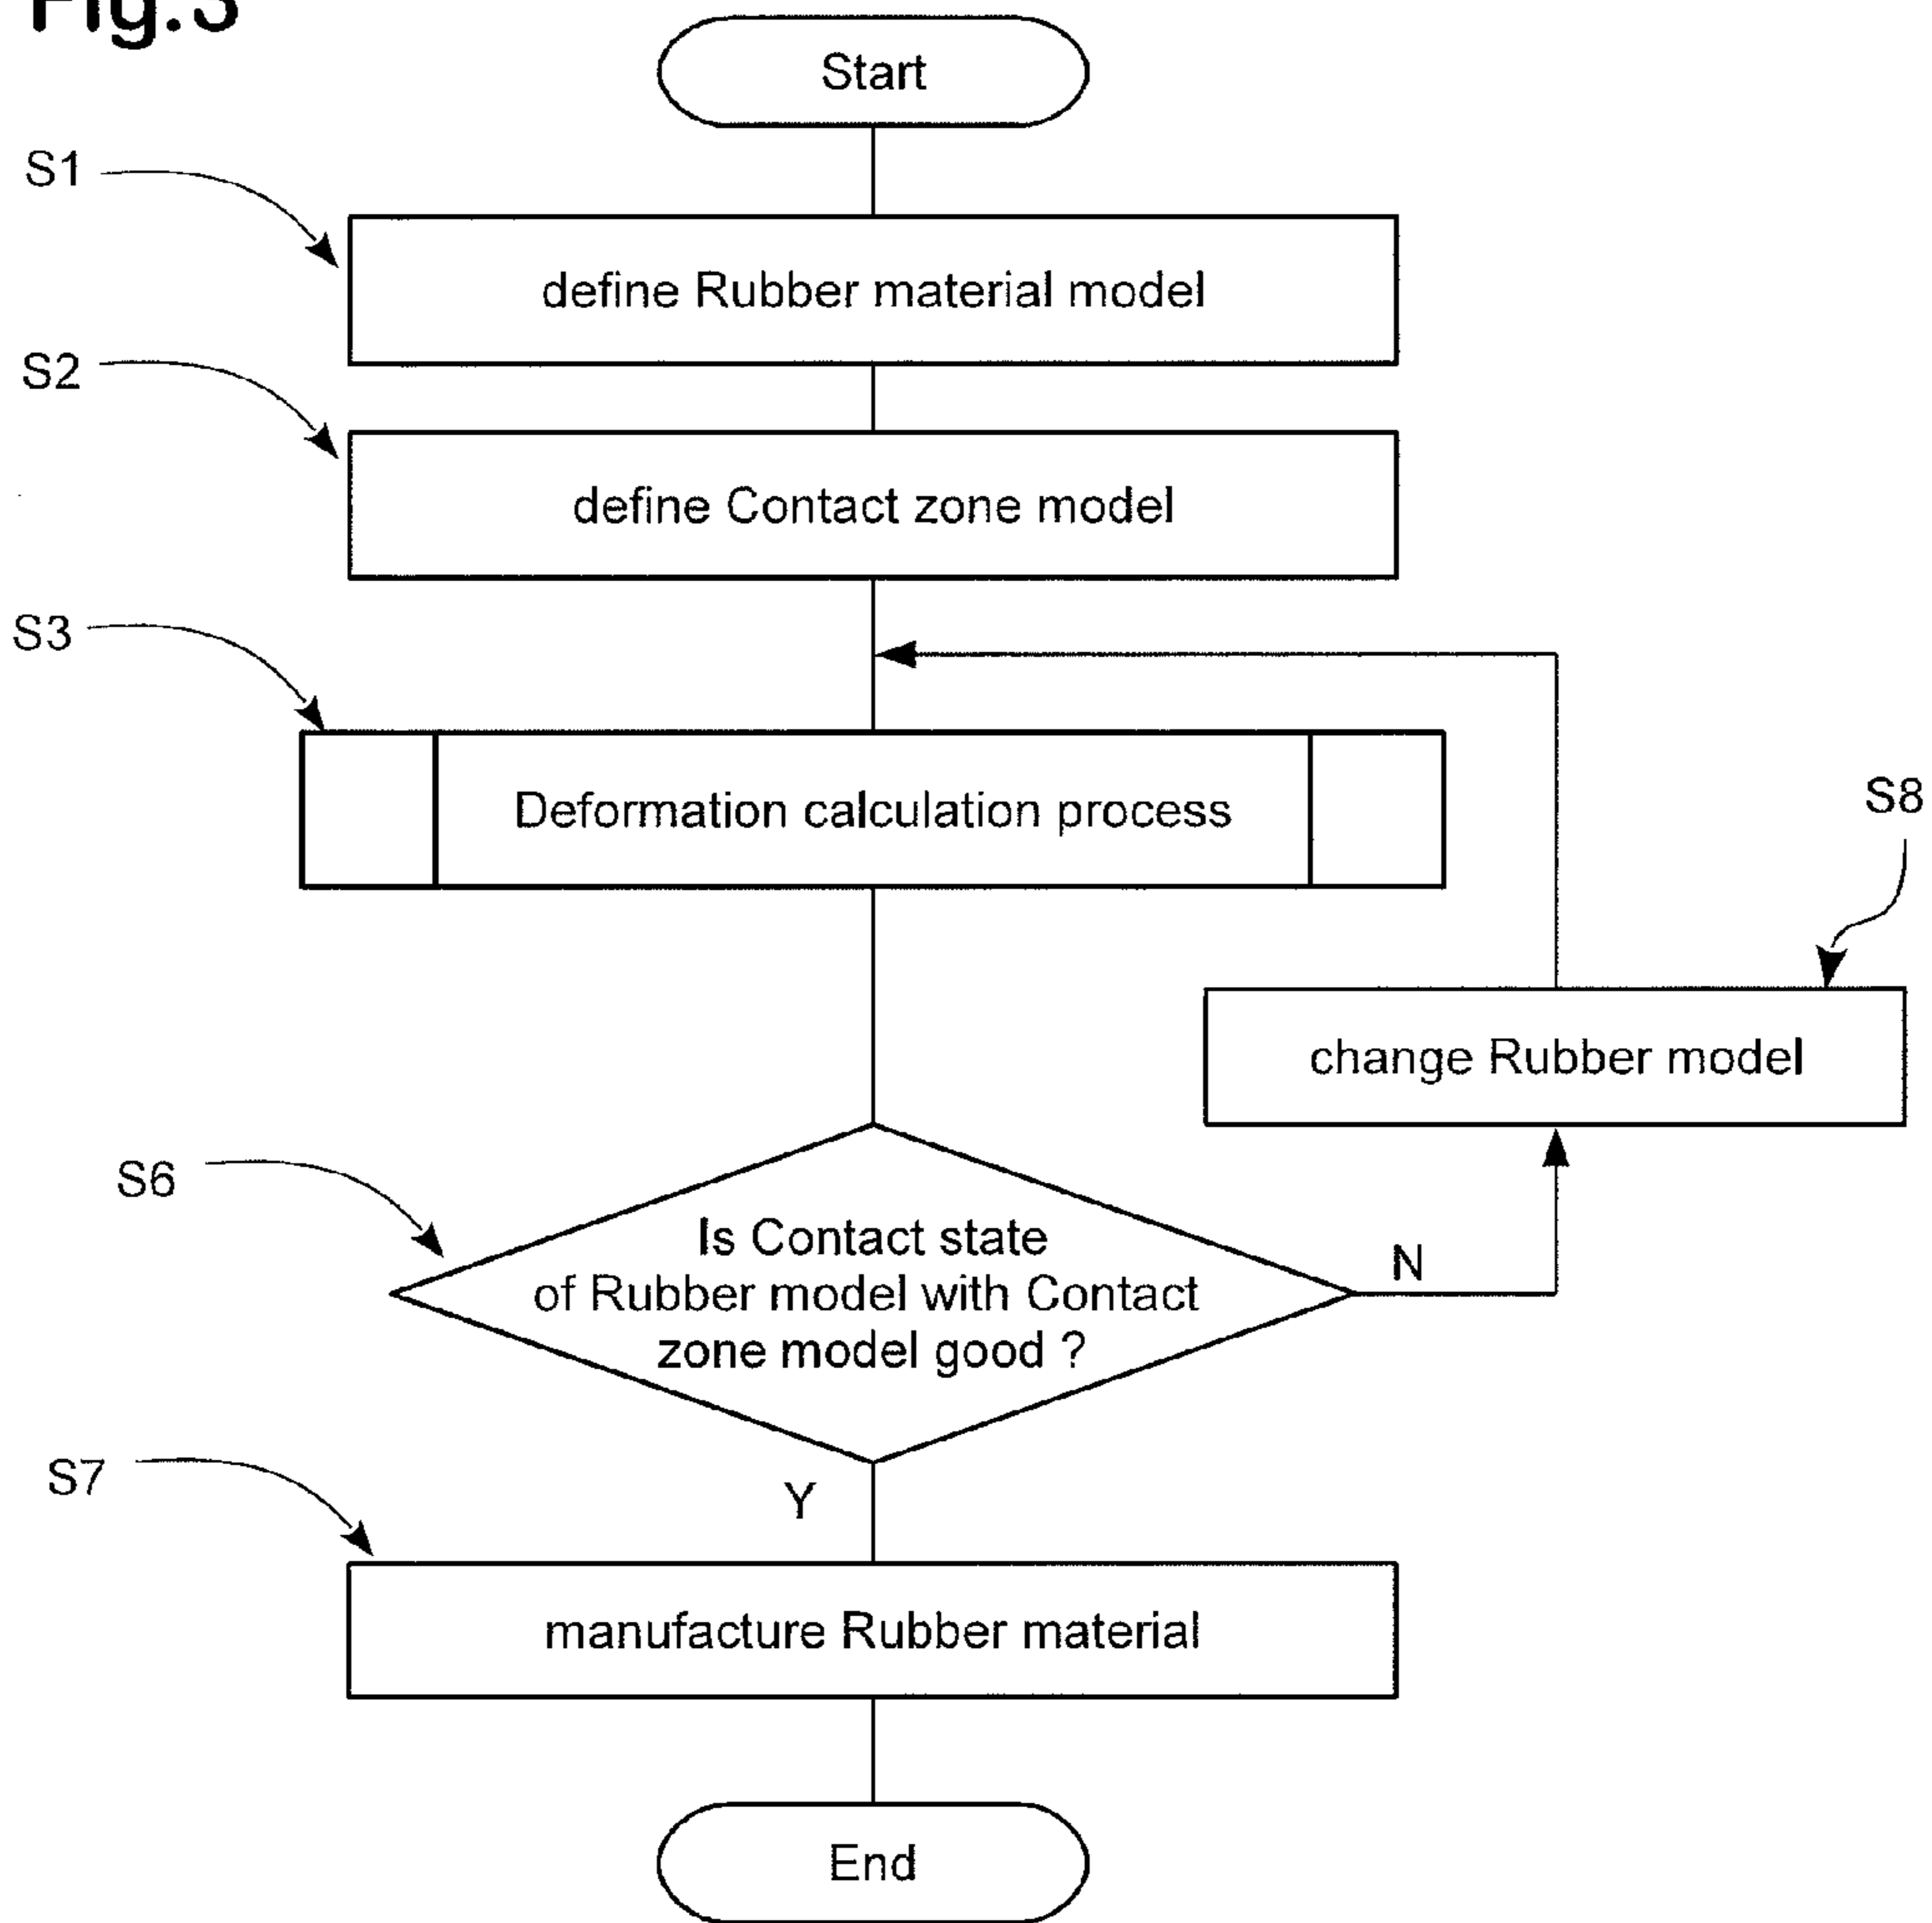 Fig.3
Start
S1
define Rubber material model
S2
define Contact zone model
S3
Deformation calculation process
S8
change Rubber model
S6
Is Contact state
of Rubber model with Contact
zone model good ?
N
Y
S7
manufacture Rubber material
End